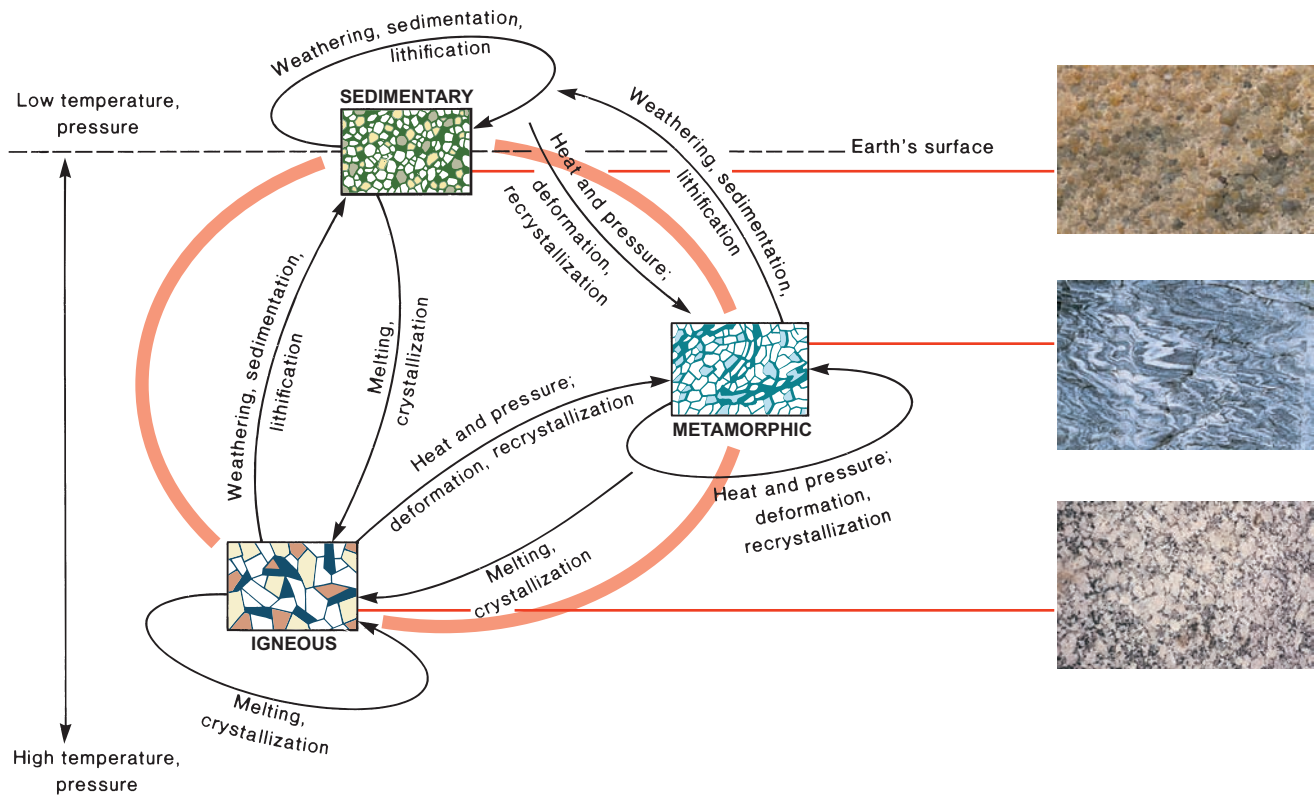 Weathering, sedimentation,
lithification
SEDIMENTARY
Low temperature,
pressure
Earth's surface
Weathering, sedimentation,
lithification
Heat and pressure;
deformation,
recrystallization
Weathering, sedimentation,
lithification
Melting,
crystallization
Heat and pressure;
deformation, recrystallization
METAMORPHIC
Heat and pressure;
deformation,
recrystallization
Melting,
crystallization
IGNEOUS
Melting,
crystallization
High temperature,
pressure